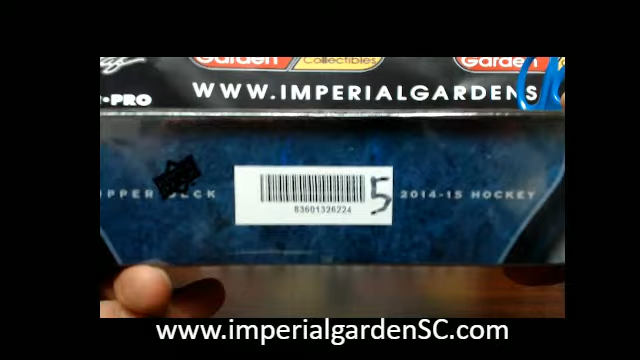 Garden Collectibles Garden
R·PRO WWW.IMPERIALGARDENS
UPPER DECK 2014-15 HOCKEY
83601326224 5
www.imperialgardenSC.com